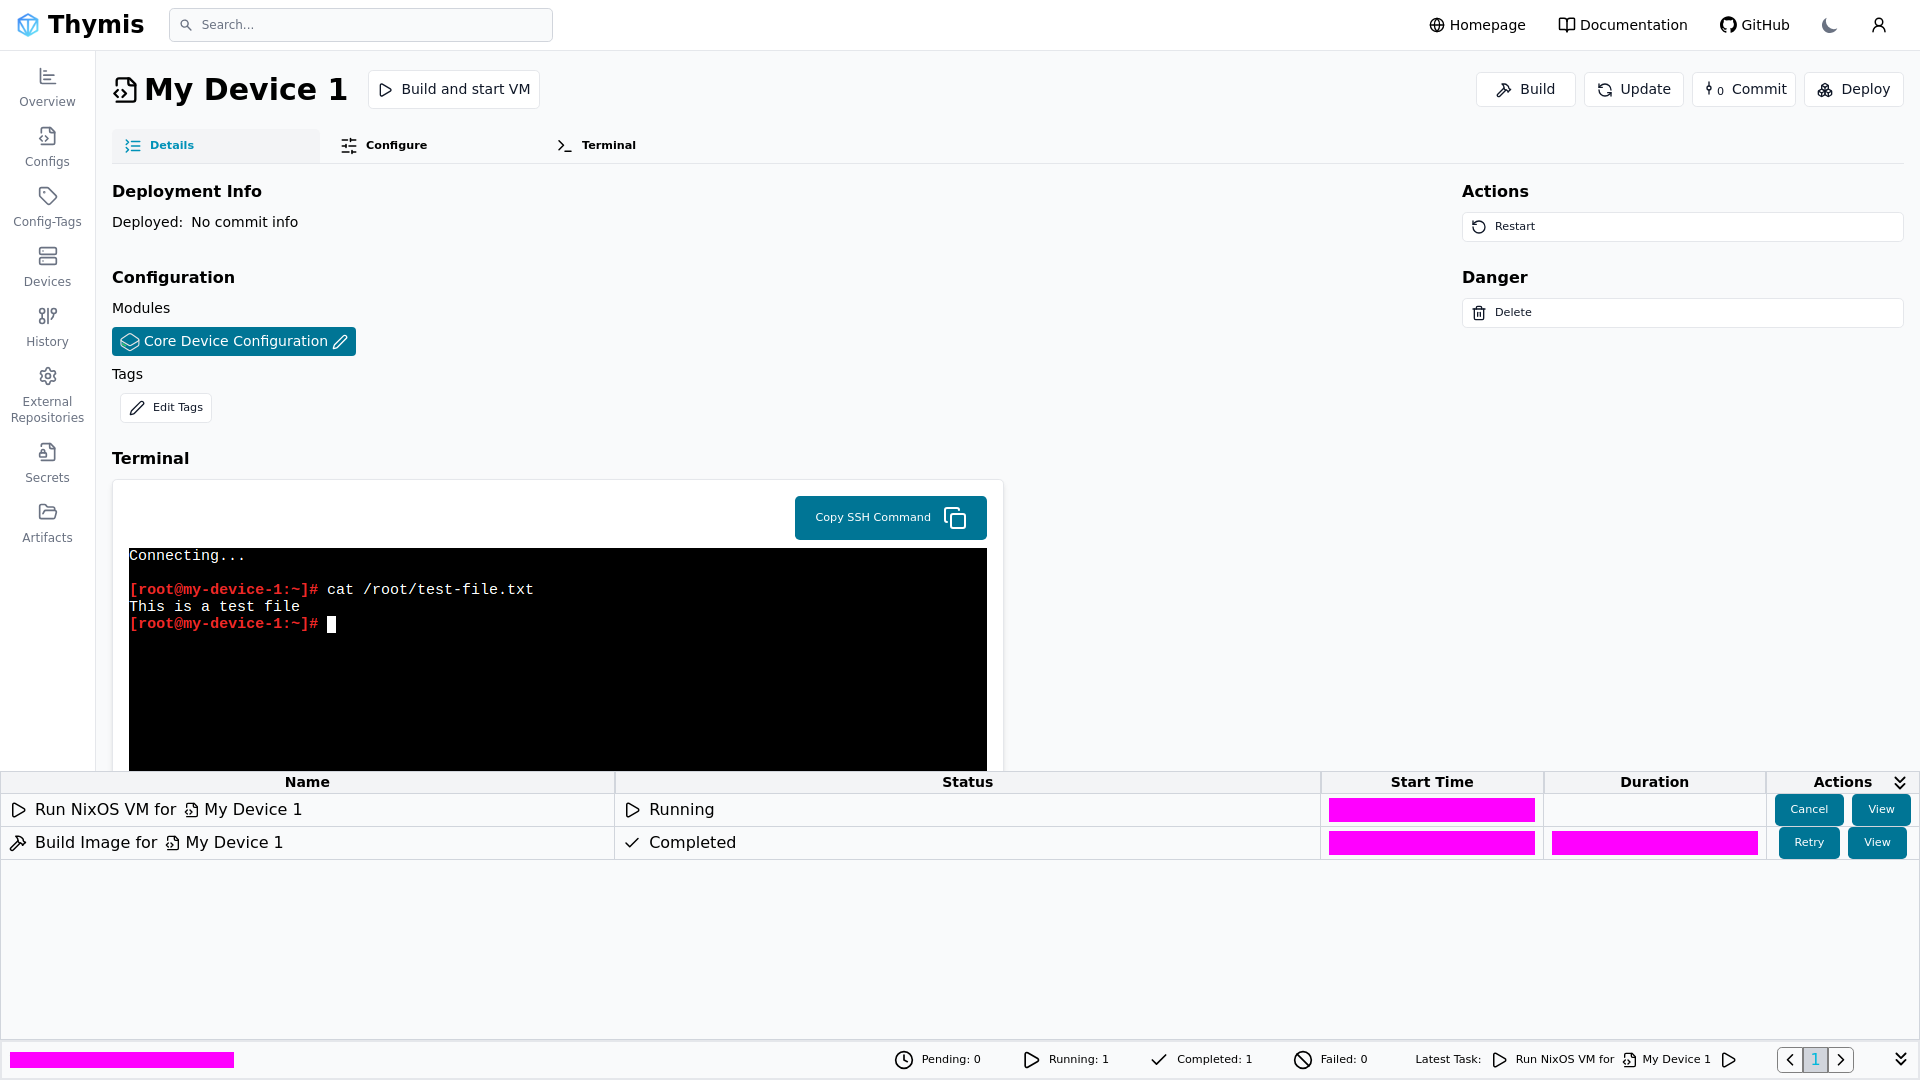 Thymis
Search...
Homepage
Documentation
GitHub
Overview
Configs
Config-Tags
Devices
History
External
Repositories
Secrets
Artifacts
My Device 1
Build and start VM
Build
Update
0 Commit
Deploy
Details
Configure
Terminal
Deployment Info
Deployed: No commit info
Configuration
Modules
Core Device Configuration
Tags
Edit Tags
Actions
Restart
Danger
Delete
Terminal
Copy SSH Command
Connecting...
[root@my-device-1:~]# cat /root/test-file.txt
This is a test file
[root@my-device-1:~]#
Name Status Start Time Duration Actions
Run NixOS VM for My Device 1 Running Cancel View
Build Image for My Device 1 Completed Retry View
Pending: 0 Running: 1 Completed: 1 Failed: 0 Latest Task: Run NixOS VM for My Device 1 1